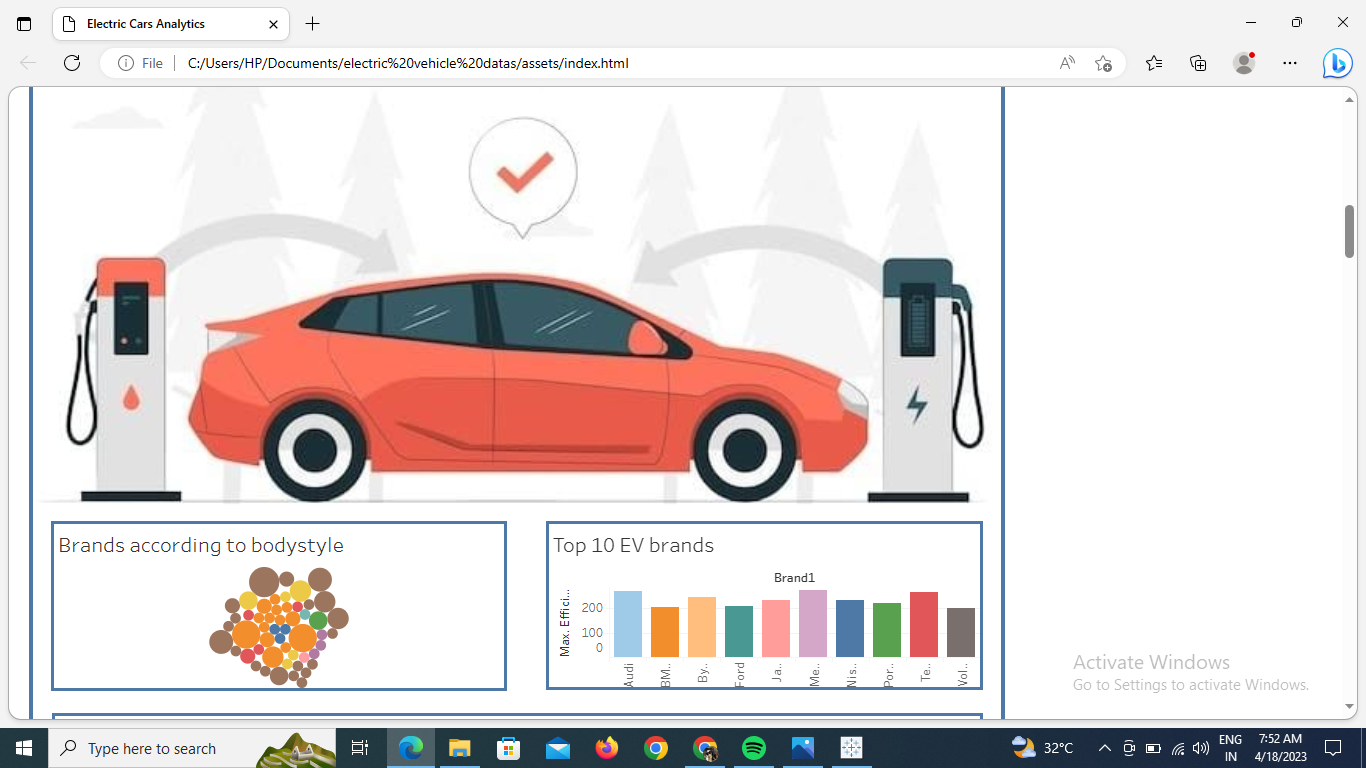 Electric Cars Analytics
File
C:/Users/HP/Documents/electric%20vehicle%20datas/assets/index.html
Brands according to bodystyle
Top 10 EV brands
Brand1
Max. Effici...
200
100
0
Audi
BM..
By..
Ford
Ja..
Me..
Nis..
Por..
Te..
Vol..
Activate Windows
Go to Settings to activate Windows.
Type here to search
32°C
ENG
IN
7:52 AM
4/18/2023